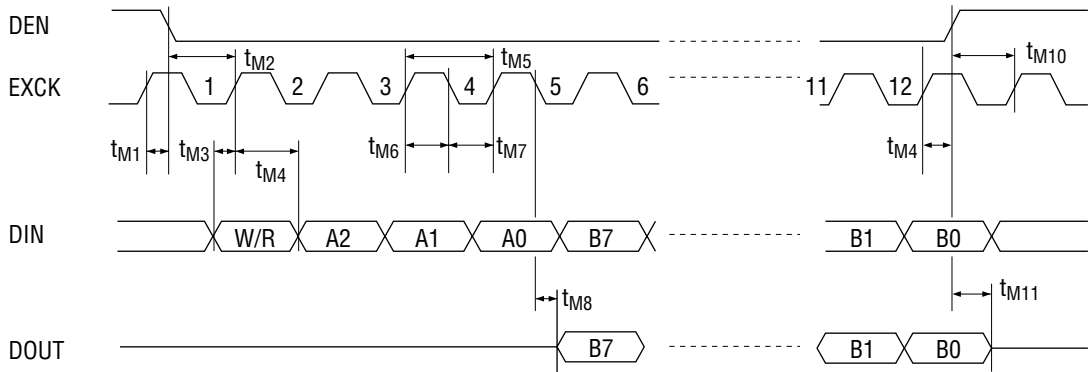 DEN
tM2 tM5 tM10
EXCK 1 2 3 4 5 6 11 12
tM1 tM3 tM4 tM6 tM7 tM4
DIN W/R A2 A1 A0 B7 B1 B0
tM8 tM11
DOUT B7 B1 B0